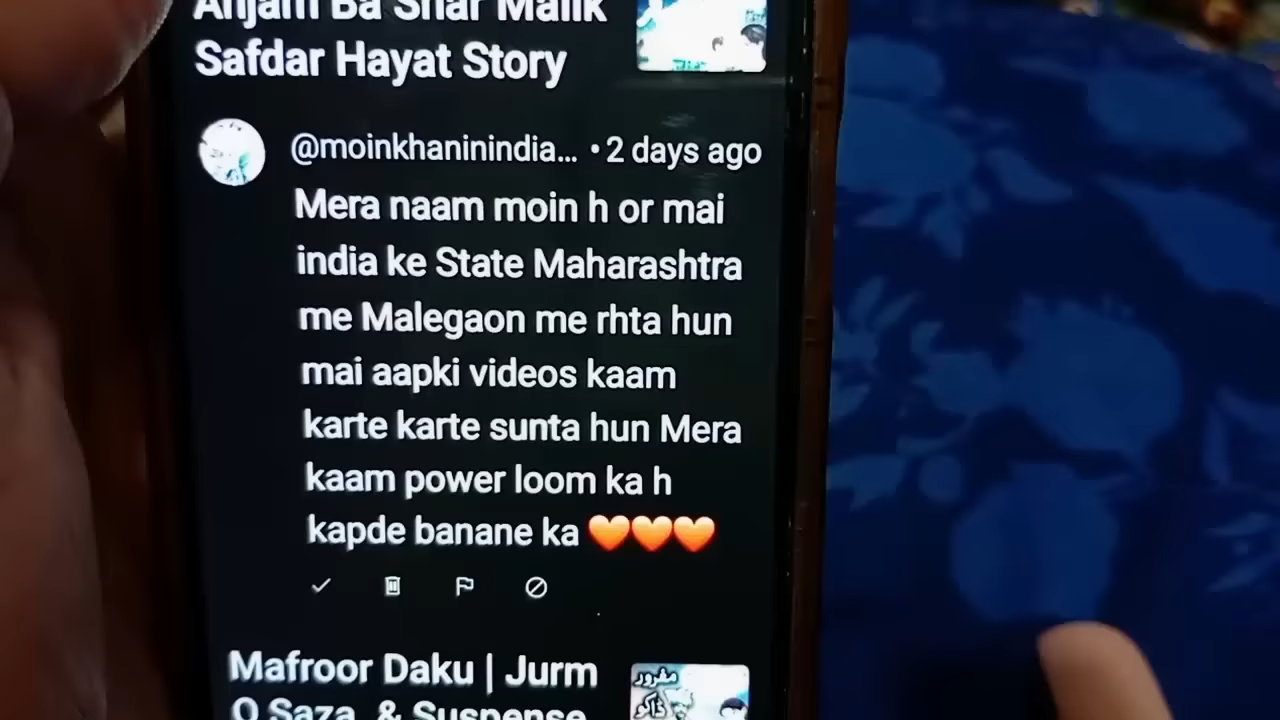 Anjam Ba Shar Malik
Safdar Hayat Story
@moinkhaninindia... • 2 days ago
Mera naam moin h or mai
india ke State Maharashtra
me Malegaon me rhta hun
mai aapki videos kaam
karte karte sunta hun Mera
kaam power loom ka h
kapde banane ka 🧡🧡🧡
Mafroor Daku | Jurm
مفرور
ڈاکو
O Saza & Suspense